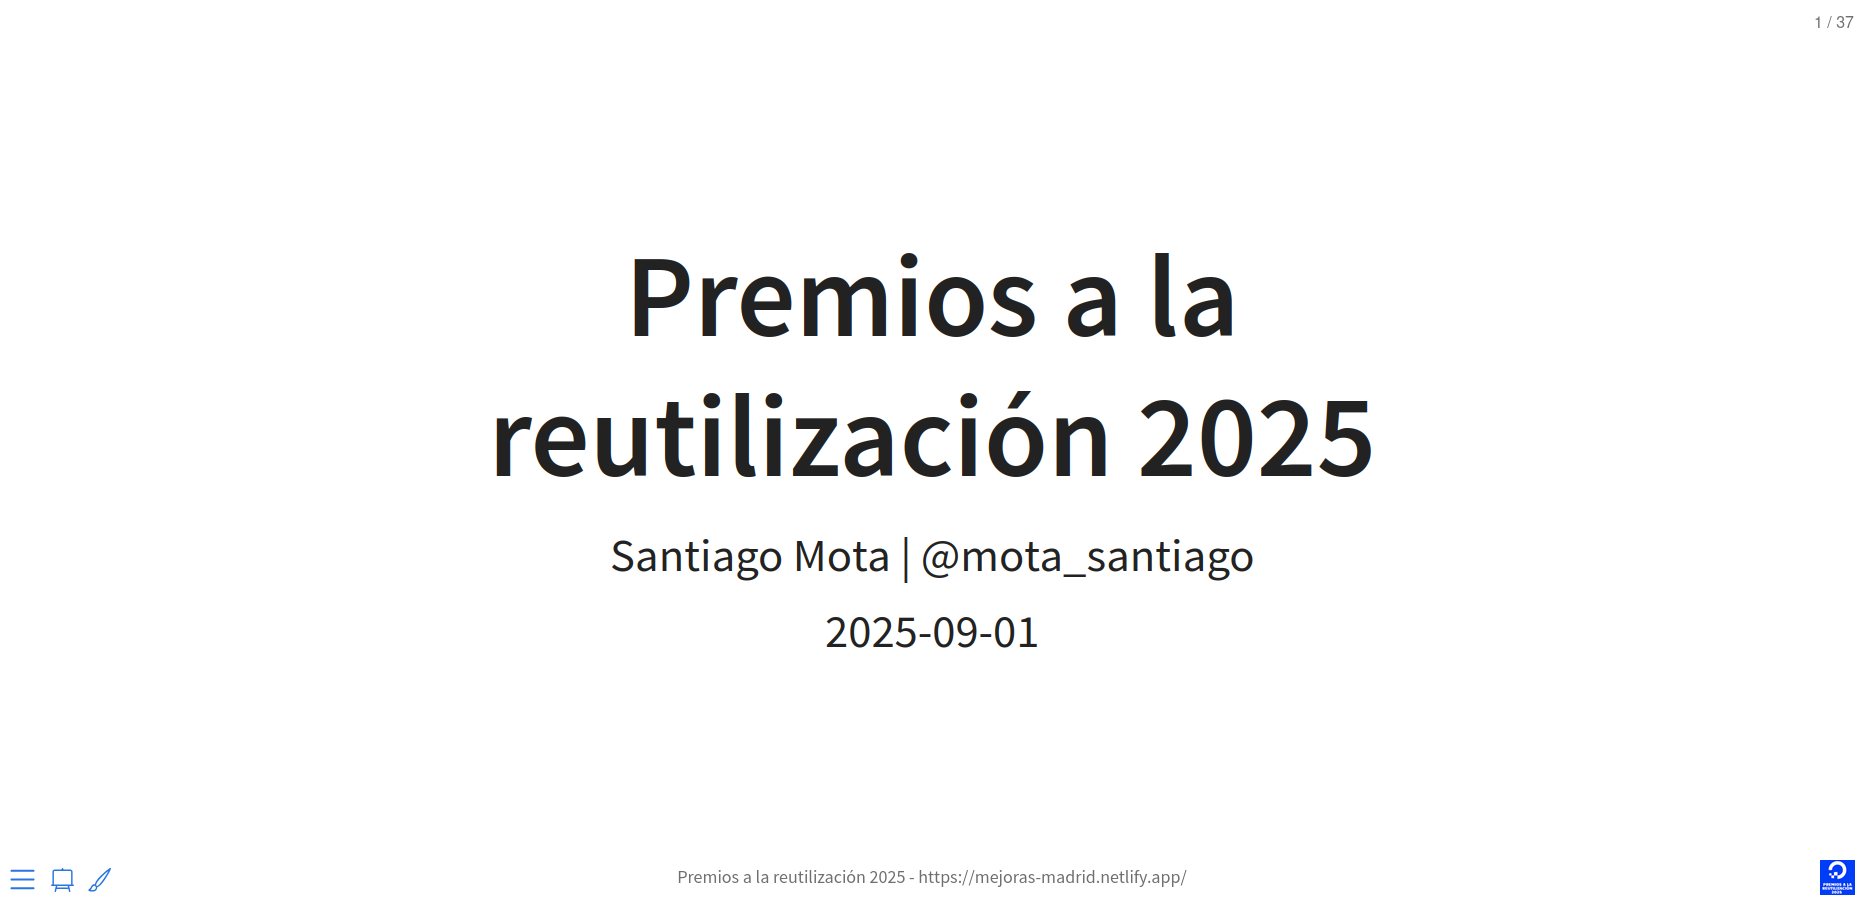 1 / 37
Premios a la
reutilización 2025
Santiago Mota | @mota_santiago
2025-09-01
Premios a la reutilización 2025 - https://mejoras-madrid.netlify.app/
PREMIOS A LA
REUTILIZACIÓN
2025